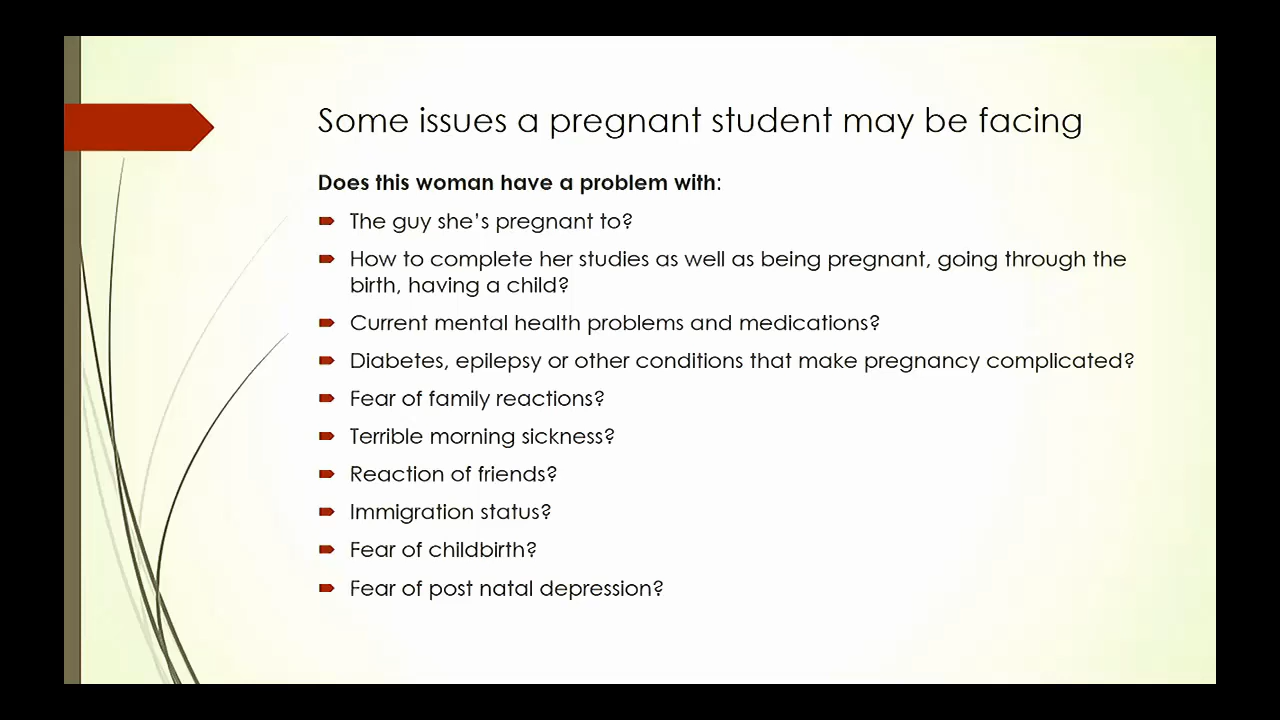 Some issues a pregnant student may be facing
Does this woman have a problem with:
The guy she's pregnant to?
How to complete her studies as well as being pregnant, going through the
birth, having a child?
Current mental health problems and medications?
Diabetes, epilepsy or other conditions that make pregnancy complicated?
Fear of family reactions?
Terrible morning sickness?
Reaction of friends?
Immigration status?
Fear of childbirth?
Fear of post natal depression?